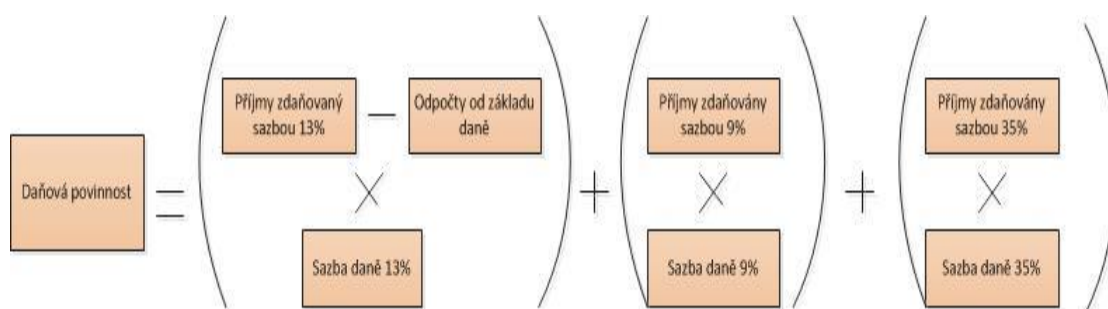 Příjmy zdaňovaný
sazbou 13%
Odpočty od základu
daně
Příjmy zdaňovány
sazbou 9%
Příjmy zdaňovány
sazbou 35%
Daňová povinnost
=
−
×
+
×
+
×
Sazba daně 13%
Sazba daně 9%
Sazba daně 35%